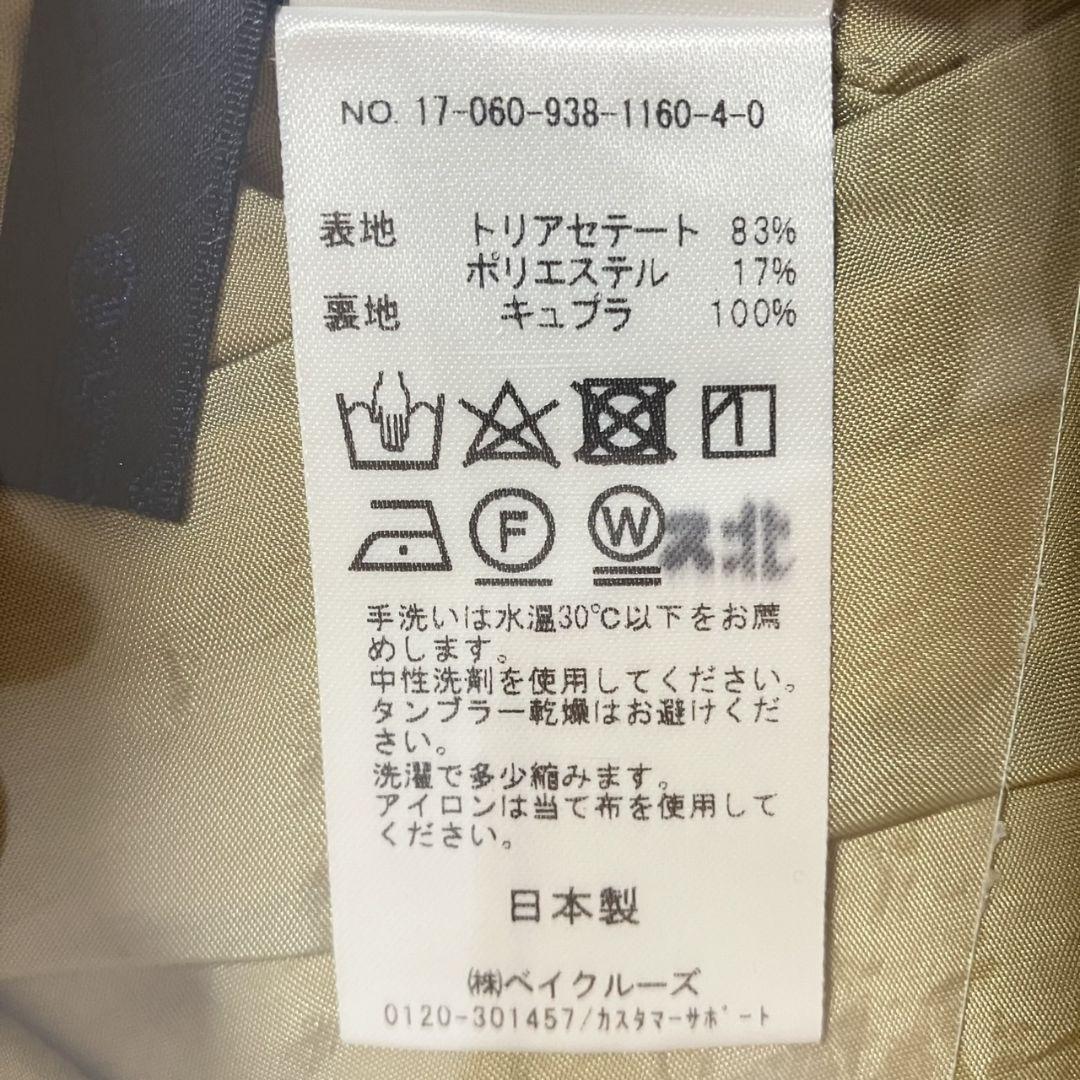 NO. 17-060-938-1160-4-0
表地 トリアセテート 83%
ポリエステル 17%
裏地 キュプラ 100%
F
W
手洗いは水温30℃以下をお薦
めします。
中性洗剤を使用してください。
タンブラー乾燥はお避けくだ
さい。
洗濯で多少縮みます。
アイロンは当て布を使用して
ください。
日本製
㈱ベイクルーズ
0120-301457/カスタマーサポート